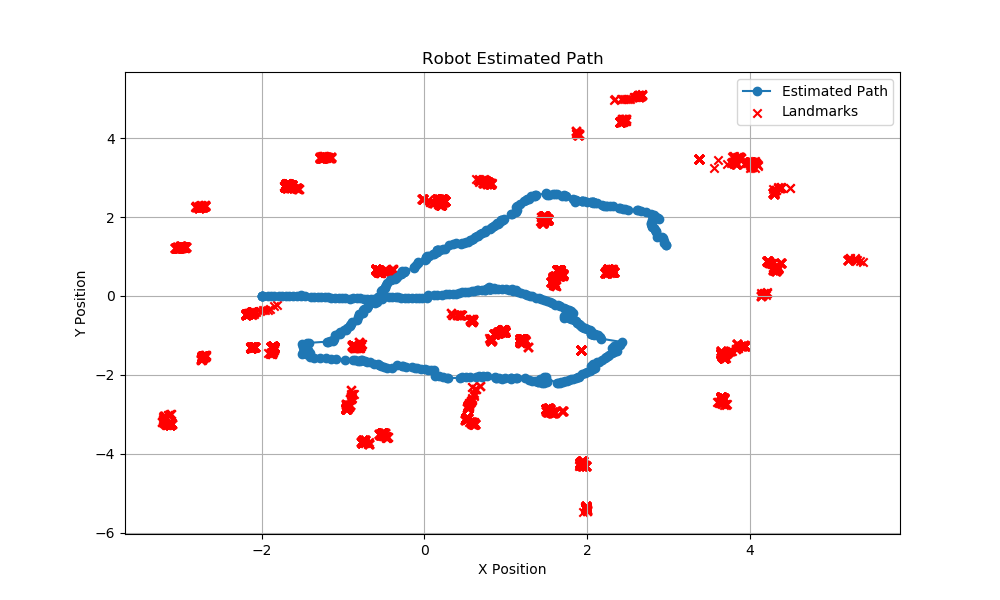 Robot Estimated Path
Estimated Path
Landmarks
4
2
0
−2
−4
−6
Y Position
−2
0
2
4
X Position